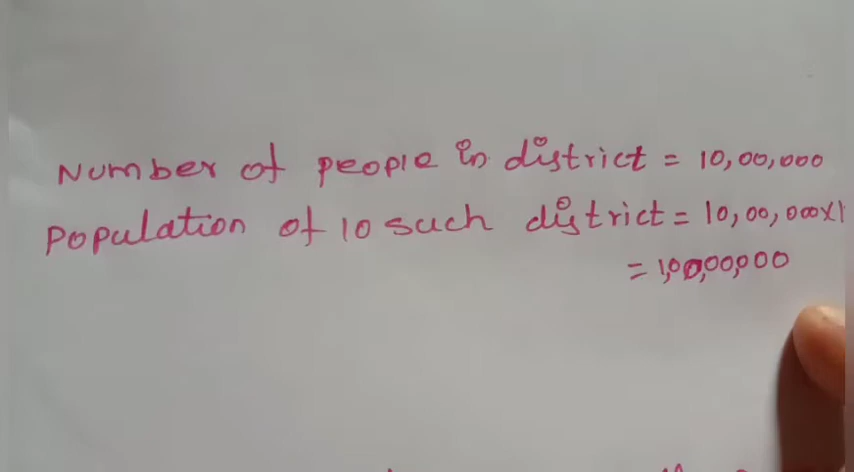 Number of people in district = 10,00,000
Population of 10 such district = 10,00,000x1
= 1,00,00,000